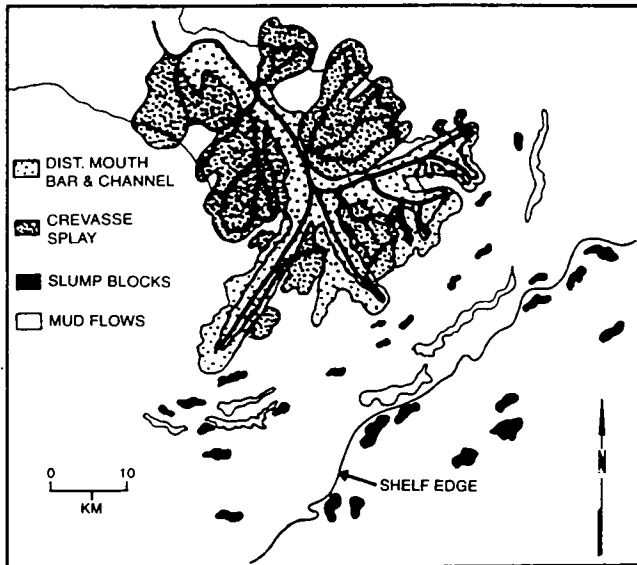 DIST. MOUTH
BAR & CHANNEL
CREVASSE
SPLAY
SLUMP BLOCKS
MUD FLOWS
0 10
KM
SHELF EDGE
N